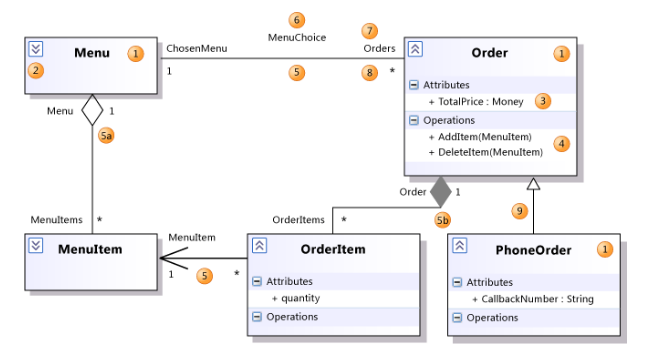 6
MenuChoice
7
Menu 1
2
ChosenMenu
1
5
Orders
8 *
Order 1
Attributes
+ TotalPrice : Money 3
Operations
+ AddItem(MenuItem)
+ DeleteItem(MenuItem)
4
Menu 1
5a
MenuItems *
Order 1
5b
9
OrderItems *
MenuItem
MenuItem
1 5 *
OrderItem
Attributes
+ quantity
Operations
PhoneOrder 1
Attributes
+ CallbackNumber : String
Operations